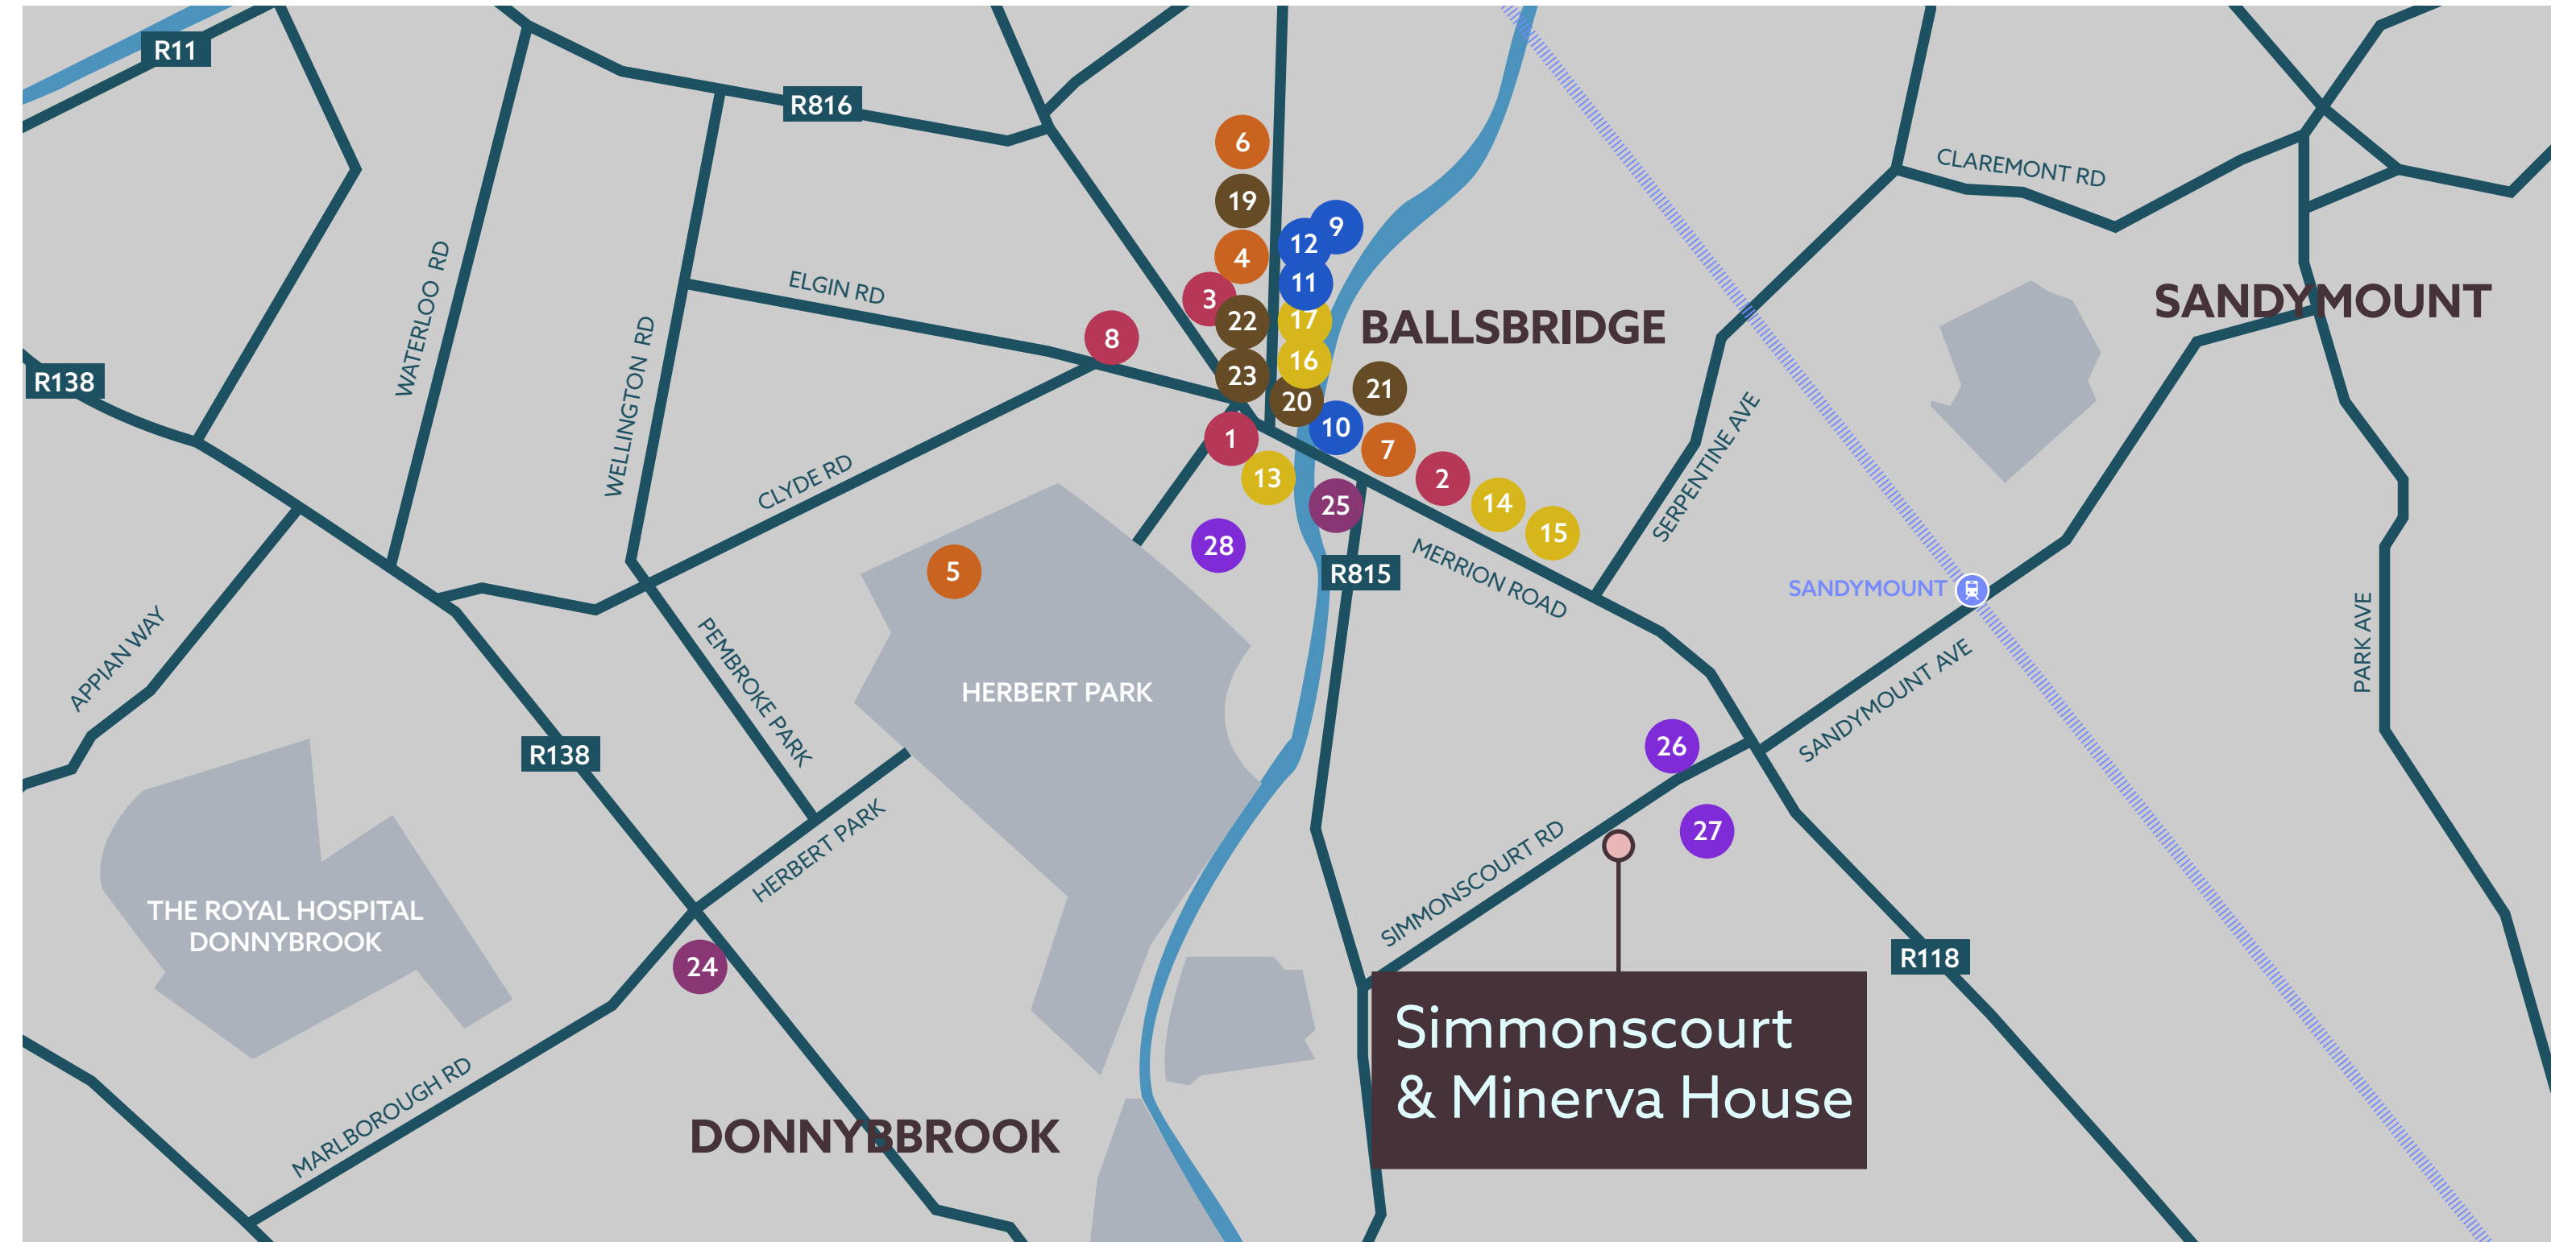 R11
R816
6
CLAREMONT RD
19
9
12
4
WATERLOO RD
ELGIN RD
11
3
SANDYMOUNT
22
17
BALLSBRIDGE
8
WELLINGTON RD
16
23
R138
21
20
10
1
7
SERPENTINE AVE
CLYDE RD
13
2
25
14
15
28
5
R815
MERRION ROAD
SANDYMOUNT
PARK AVE
APPIAN WAY
PEMBROKE PARK
HERBERT PARK
SANDYMOUNT AVE
26
R138
27
HERBERT PARK
SIMMONSCOURT RD
THE ROYAL HOSPITAL
DONNYBROOK
24
R118
Simmonscourt
& Minerva House
MARLBOROUGH RD
DONNYBBROOK